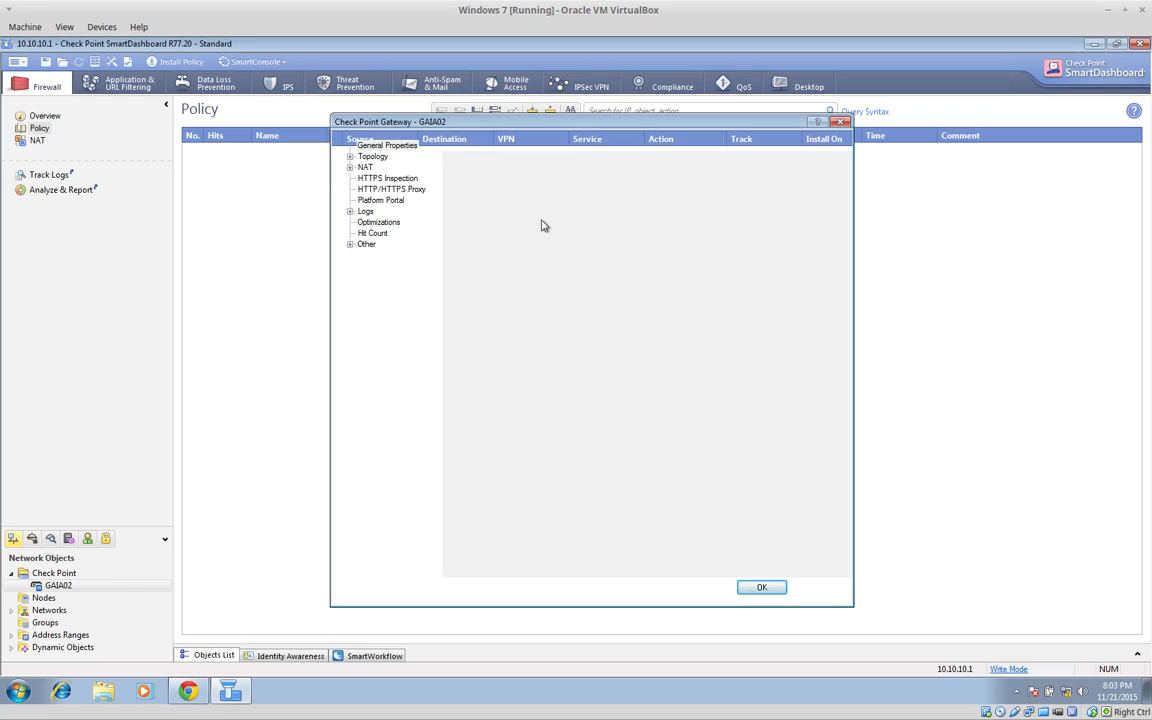 Windows 7 [Running] - Oracle VM VirtualBox
Machine View Devices Help
10.10.10.1 - Check Point SmartDashboard R77.20 - Standard
Install Policy SmartConsole
Firewall
Application & URL Filtering
Data Loss Prevention
IPS
Threat Prevention
Anti-Spam & Mail
Mobile Access
IPSec VPN
Compliance
QoS
Desktop
Check Point SmartDashboard
Overview
Policy
NAT
Track Logs
Analyze & Report
Policy
Search for IP, object, action,
Query Syntax
No. Hits Name
Time Comment
Check Point Gateway - GAIA02
Source Destination VPN Service Action Track Install On
General Properties
Topology
NAT
HTTPS Inspection
HTTP/HTTPS Proxy
Platform Portal
Logs
Optimizations
Hit Count
Other
OK
Network Objects
Check Point
GAIA02
Nodes
Networks
Groups
Address Ranges
Dynamic Objects
Objects List Identity Awareness SmartWorkflow
10.10.10.1 Write Mode NUM
8:03 PM
11/21/2015
Right Ctrl